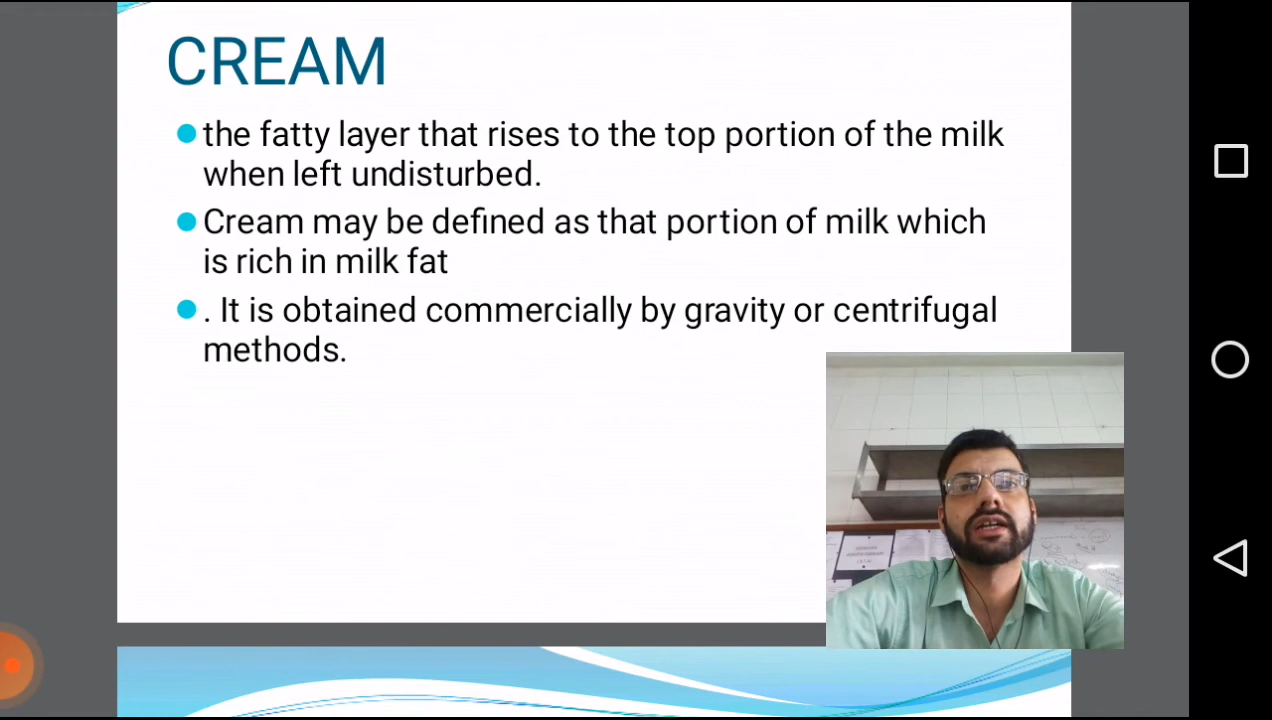 CREAM
the fatty layer that rises to the top portion of the milk
when left undisturbed.
Cream may be defined as that portion of milk which
is rich in milk fat
. It is obtained commercially by gravity or centrifugal
methods.